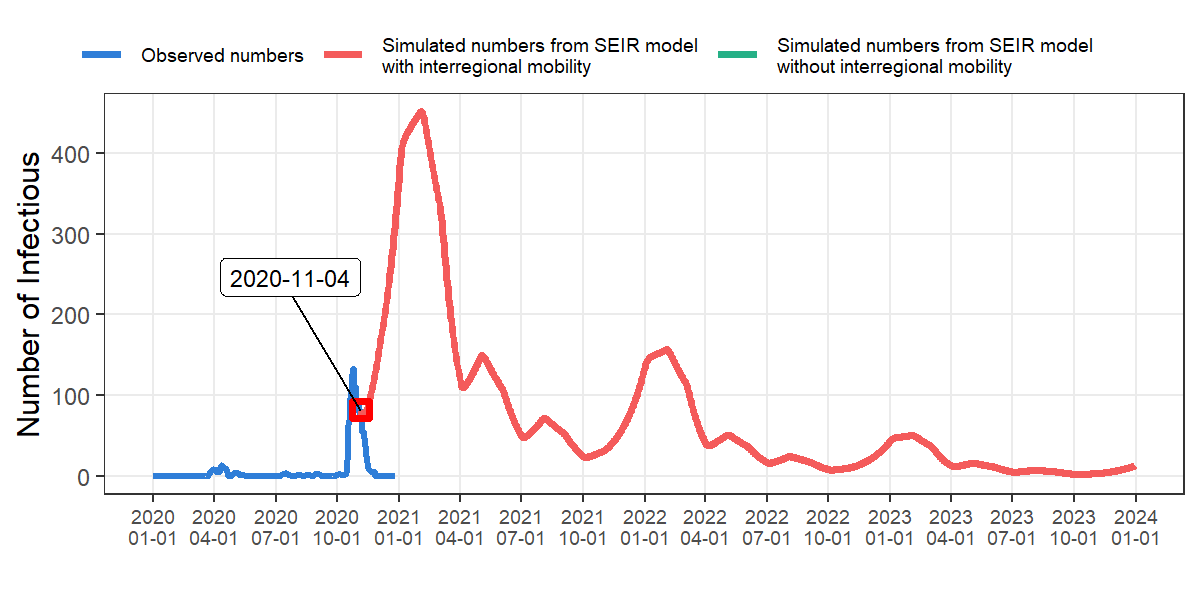 Observed numbers
Simulated numbers from SEIR model
with interregional mobility
Simulated numbers from SEIR model
without interregional mobility
Number of Infectious
400
300
200
100
0
2020-11-04
2020 2020 2020 2020 2021 2021 2021 2021 2022 2022 2022 2022 2023 2023 2023 2023 2024
01-01 04-01 07-01 10-01 01-01 04-01 07-01 10-01 01-01 04-01 07-01 10-01 01-01 04-01 07-01 10-01 01-01